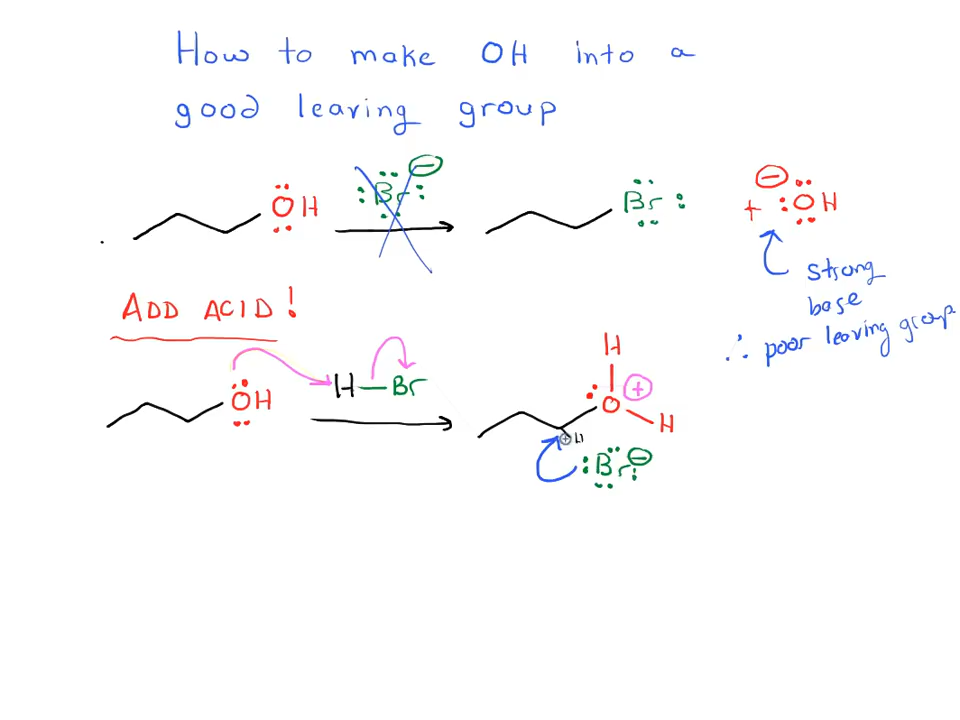 How to make OH into a
good leaving group
:Br: ⊖
ÖH
Br:
+ ⊖ :OH
strong
base
∴ poor leaving group
ADD ACID!
H
OH H—Br
O ⊕
H
H
:Br: ⊖